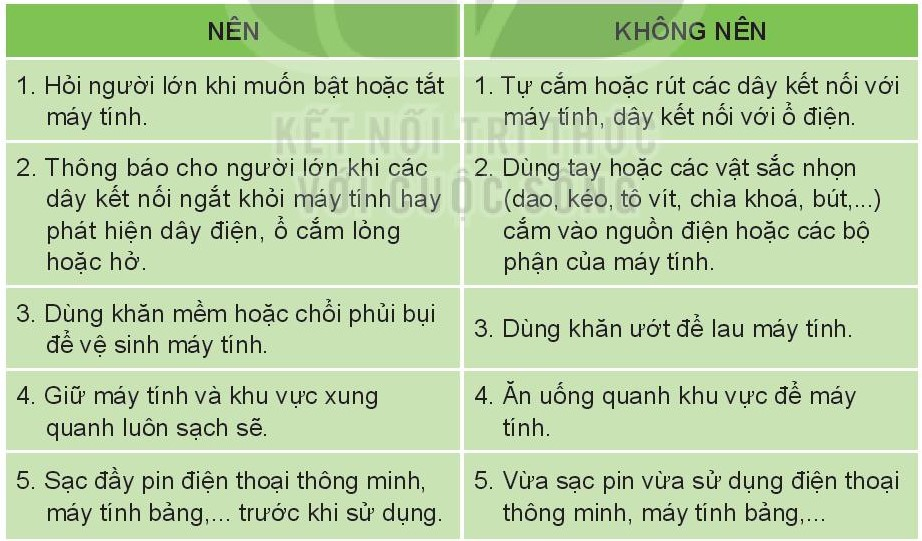 NÊN
KHÔNG NÊN
1. Hỏi người lớn khi muốn bật hoặc tắt
máy tính.
1. Tự cắm hoặc rút các dây kết nối với
máy tính, dây kết nối với ổ điện.
2. Thông báo cho người lớn khi các
dây kết nối ngắt khỏi máy tính hay
phát hiện dây điện, ổ cắm lỏng
hoặc hở.
2. Dùng tay hoặc các vật sắc nhọn
(dao, kéo, tô vít, chìa khoá, bút,...)
cắm vào nguồn điện hoặc các bộ
phận của máy tính.
3. Dùng khăn mềm hoặc chổi phủi bụi
để vệ sinh máy tính.
3. Dùng khăn ướt để lau máy tính.
4. Giữ máy tính và khu vực xung
quanh luôn sạch sẽ.
4. Ăn uống quanh khu vực để máy
tính.
5. Sạc đầy pin điện thoại thông minh,
máy tính bảng,... trước khi sử dụng.
5. Vừa sạc pin vừa sử dụng điện thoại
thông minh, máy tính bảng,...
KẾT NỐI TRI THỨC
VỚI CUỘC SỐNG